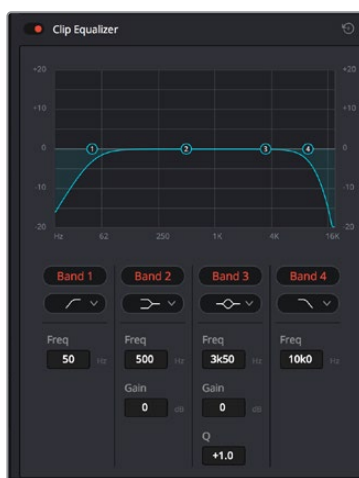 Clip Equalizer
+20 +20
+10 +10
0 1 2 3 4 0
-10 -10
-20 -20
Hz 62 250 1K 4K 16K
Band 1 Band 2 Band 3 Band 4
Freq Freq Freq Freq
50 Hz 500 Hz 3k50 Hz 10k0 Hz
Gain Gain
0 dB 0 dB
Q
+1.0